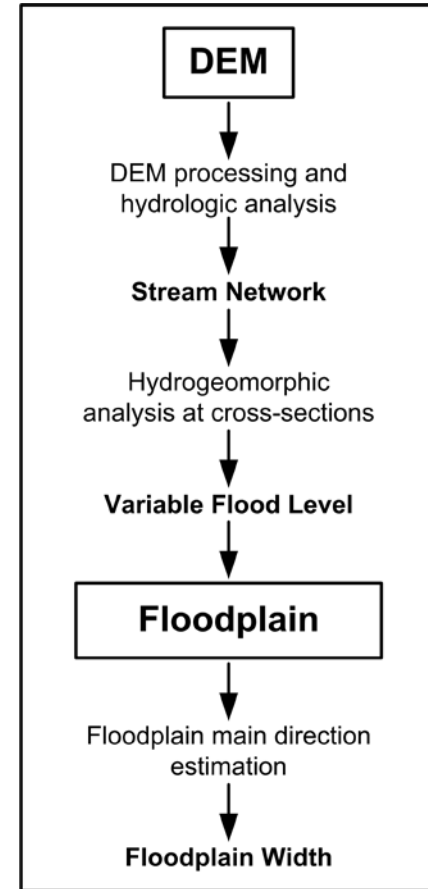 DEM
DEM processing and
hydrologic analysis
Stream Network
Hydrogeomorphic
analysis at cross-sections
Variable Flood Level
Floodplain
Floodplain main direction
estimation
Floodplain Width